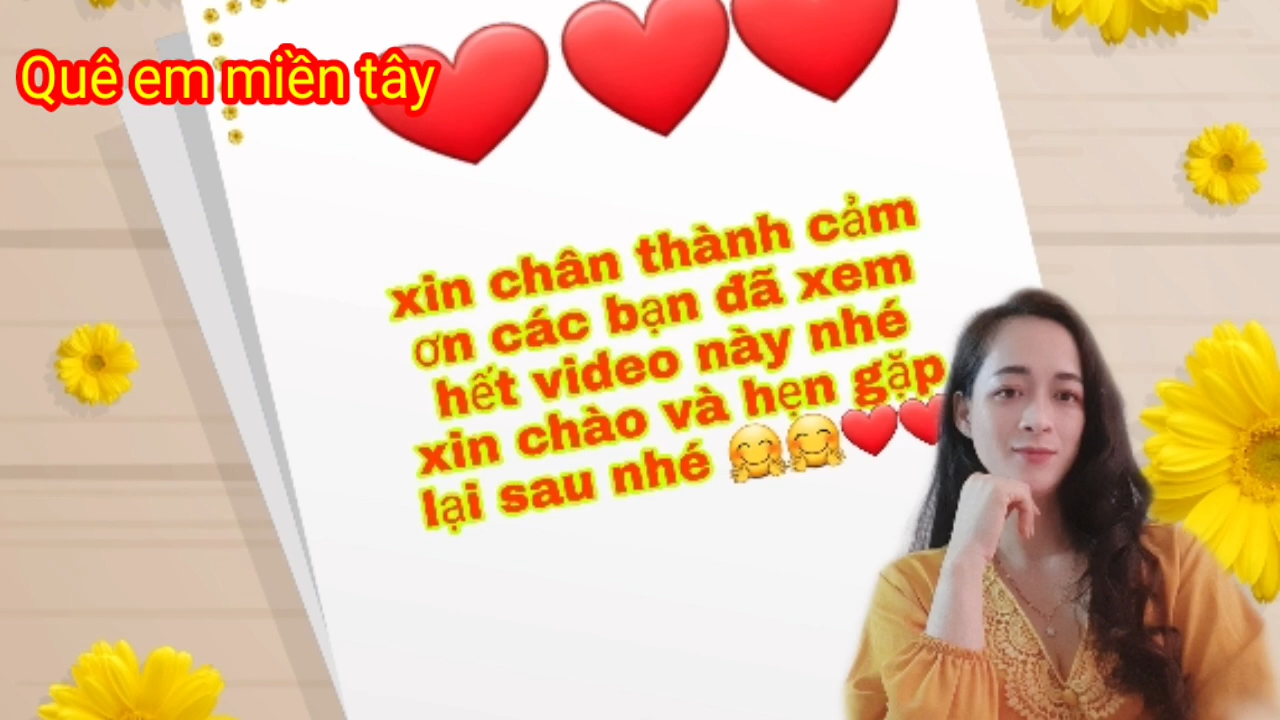 Quê em miền tây
xin chân thành cảm
ơn các bạn đã xem
hết video này nhé
xin chào và hẹn gặp
lại sau nhé 🤗🤗❤️❤️